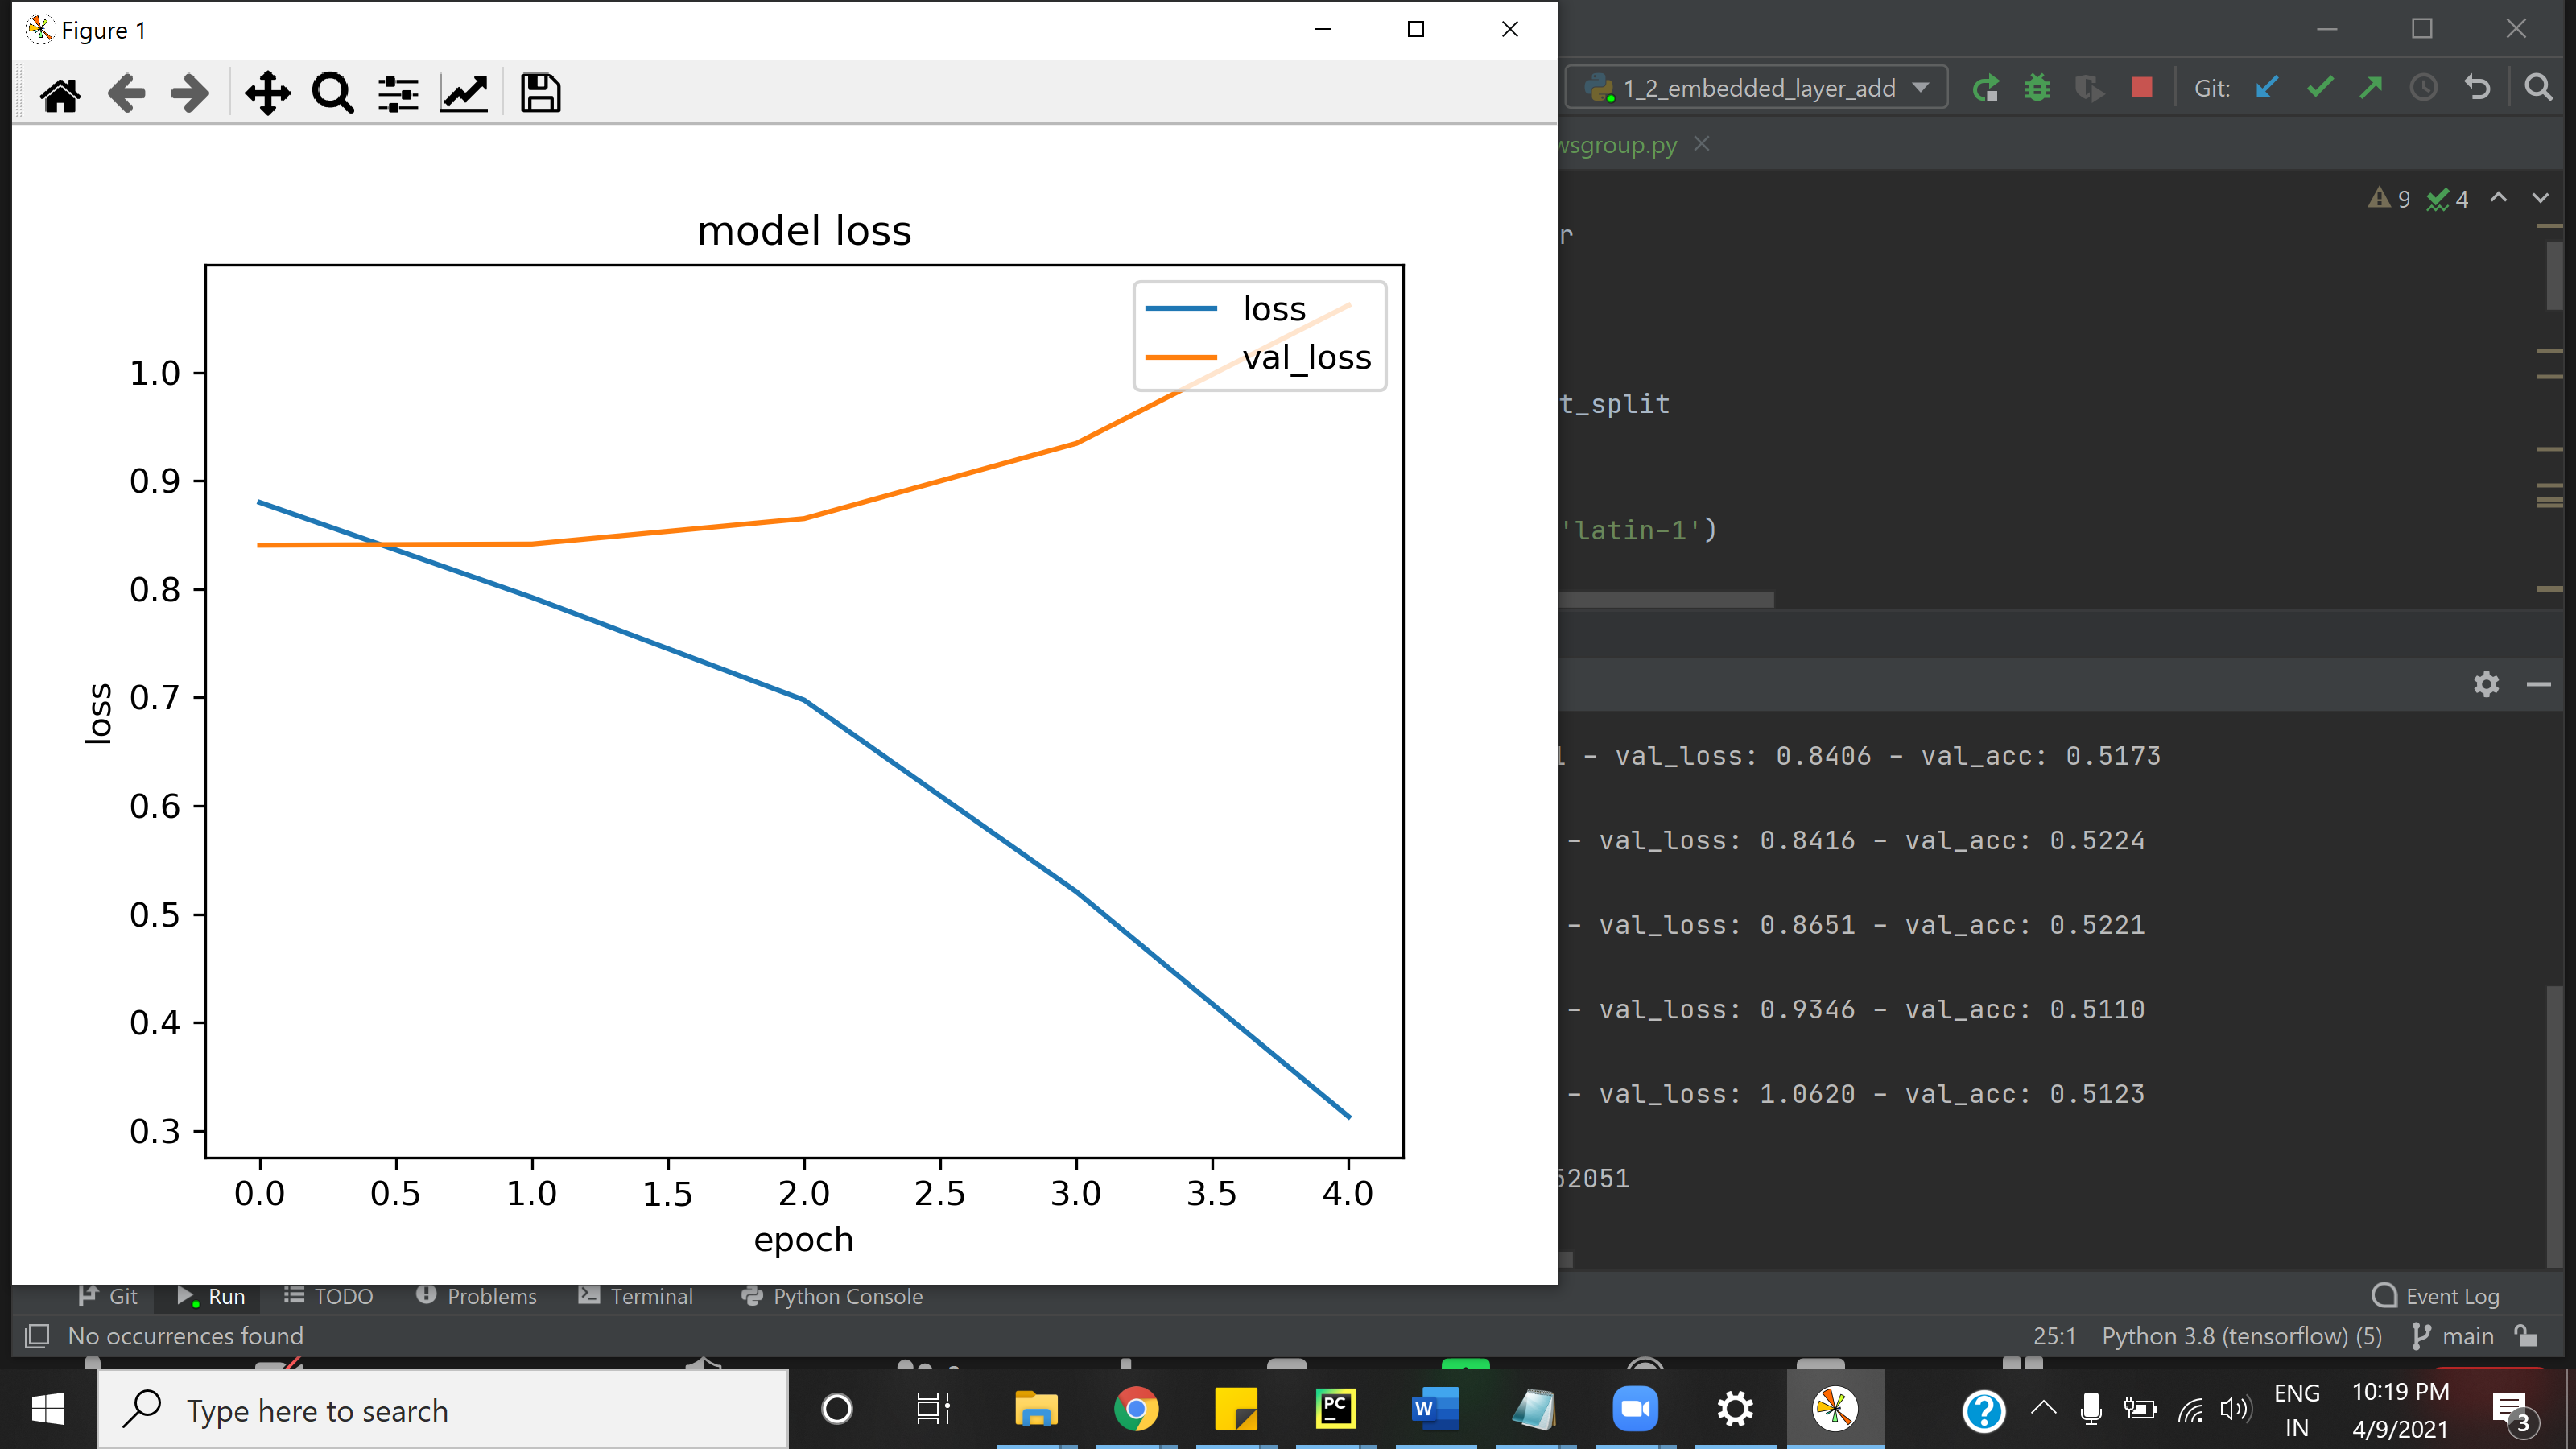 Figure 1
1_2_embedded_layer_add
Git:
wsgroup.py
9
4
r
t_split
'latin-1')
model loss
loss
val_loss
1.0
0.9
0.8
0.7
0.6
0.5
0.4
0.3
loss
0.0 0.5 1.0 1.5 2.0 2.5 3.0 3.5 4.0
epoch
- val_loss: 0.8406 - val_acc: 0.5173
- val_loss: 0.8416 - val_acc: 0.5224
- val_loss: 0.8651 - val_acc: 0.5221
- val_loss: 0.9346 - val_acc: 0.5110
- val_loss: 1.0620 - val_acc: 0.5123
52051
Git Run TODO Problems Terminal Python Console Event Log
No occurrences found 25:1 Python 3.8 (tensorflow) (5) main
Type here to search
PC
W
ENG
IN
10:19 PM
4/9/2021
3